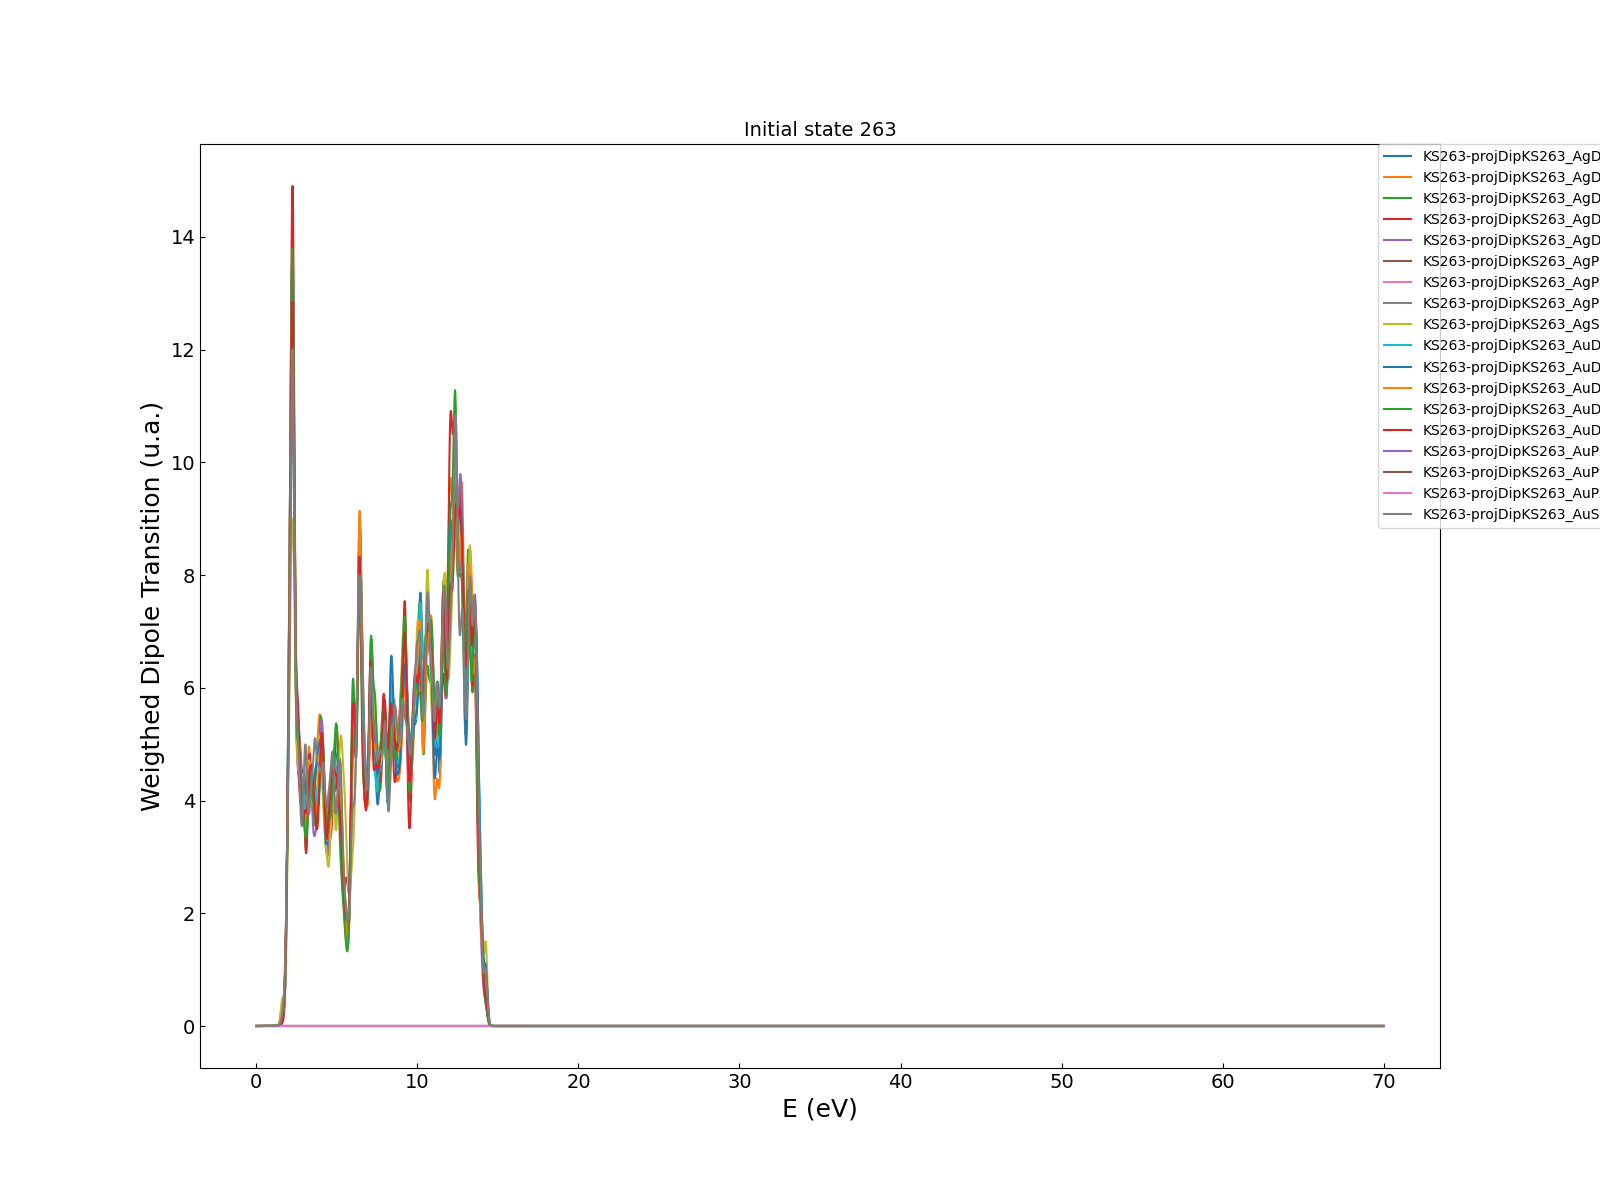 Initial state 263
Weigthed Dipole Transition (u.a.)
14
12
10
8
6
4
2
0
0 10 20 30 40 50 60 70
E (eV)
KS263-projDipKS263_AgD
KS263-projDipKS263_AgD
KS263-projDipKS263_AgD
KS263-projDipKS263_AgD
KS263-projDipKS263_AgD
KS263-projDipKS263_AgP
KS263-projDipKS263_AgP
KS263-projDipKS263_AgP
KS263-projDipKS263_AgS
KS263-projDipKS263_AuD
KS263-projDipKS263_AuD
KS263-projDipKS263_AuD
KS263-projDipKS263_AuD
KS263-projDipKS263_AuD
KS263-projDipKS263_AuP
KS263-projDipKS263_AuP
KS263-projDipKS263_AuP
KS263-projDipKS263_AuS